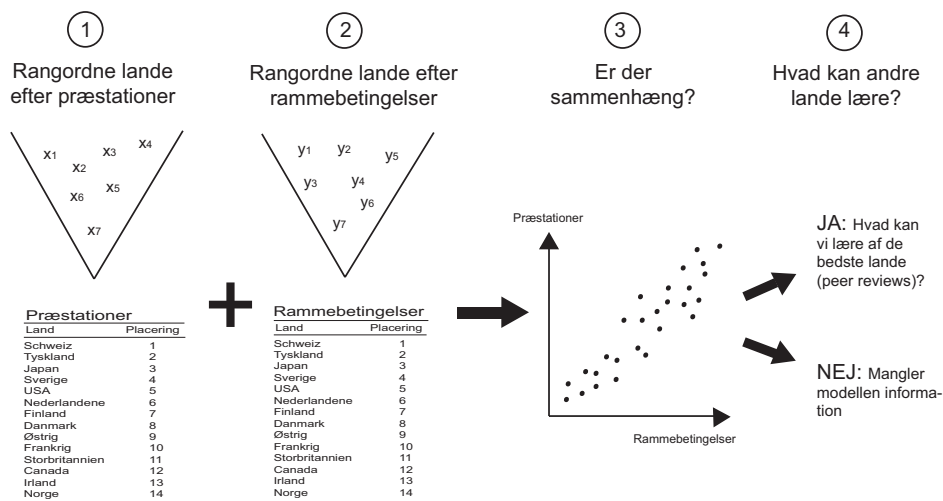 1
Rangordne lande
efter præstationer
x1
x2
x3
x4
x5
x6
x7
Præstationer
Land Placering
Schweiz 1
Tyskland 2
Japan 3
Sverige 4
USA 5
Nederlandene 6
Finland 7
Danmark 8
Østrig 9
Frankrig 10
Storbritannien 11
Canada 12
Irland 13
Norge 14
2
Rangordne lande efter
rammebetingelser
y1
y2
y5
y3
y4
y6
y7
Rammebetingelser
Land Placering
Schweiz 1
Tyskland 2
Japan 3
Sverige 4
USA 5
Nederlandene 6
Finland 7
Danmark 8
Østrig 9
Frankrig 10
Storbritannien 11
Canada 12
Irland 13
Norge 14
3
Er der
sammenhæng?
Præstationer
Rammebetingelser
4
Hvad kan andre
lande lære?
JA: Hvad kan
vi lære af de
bedste lande
(peer reviews)?
NEJ: Mangler
modellen informa-
tion